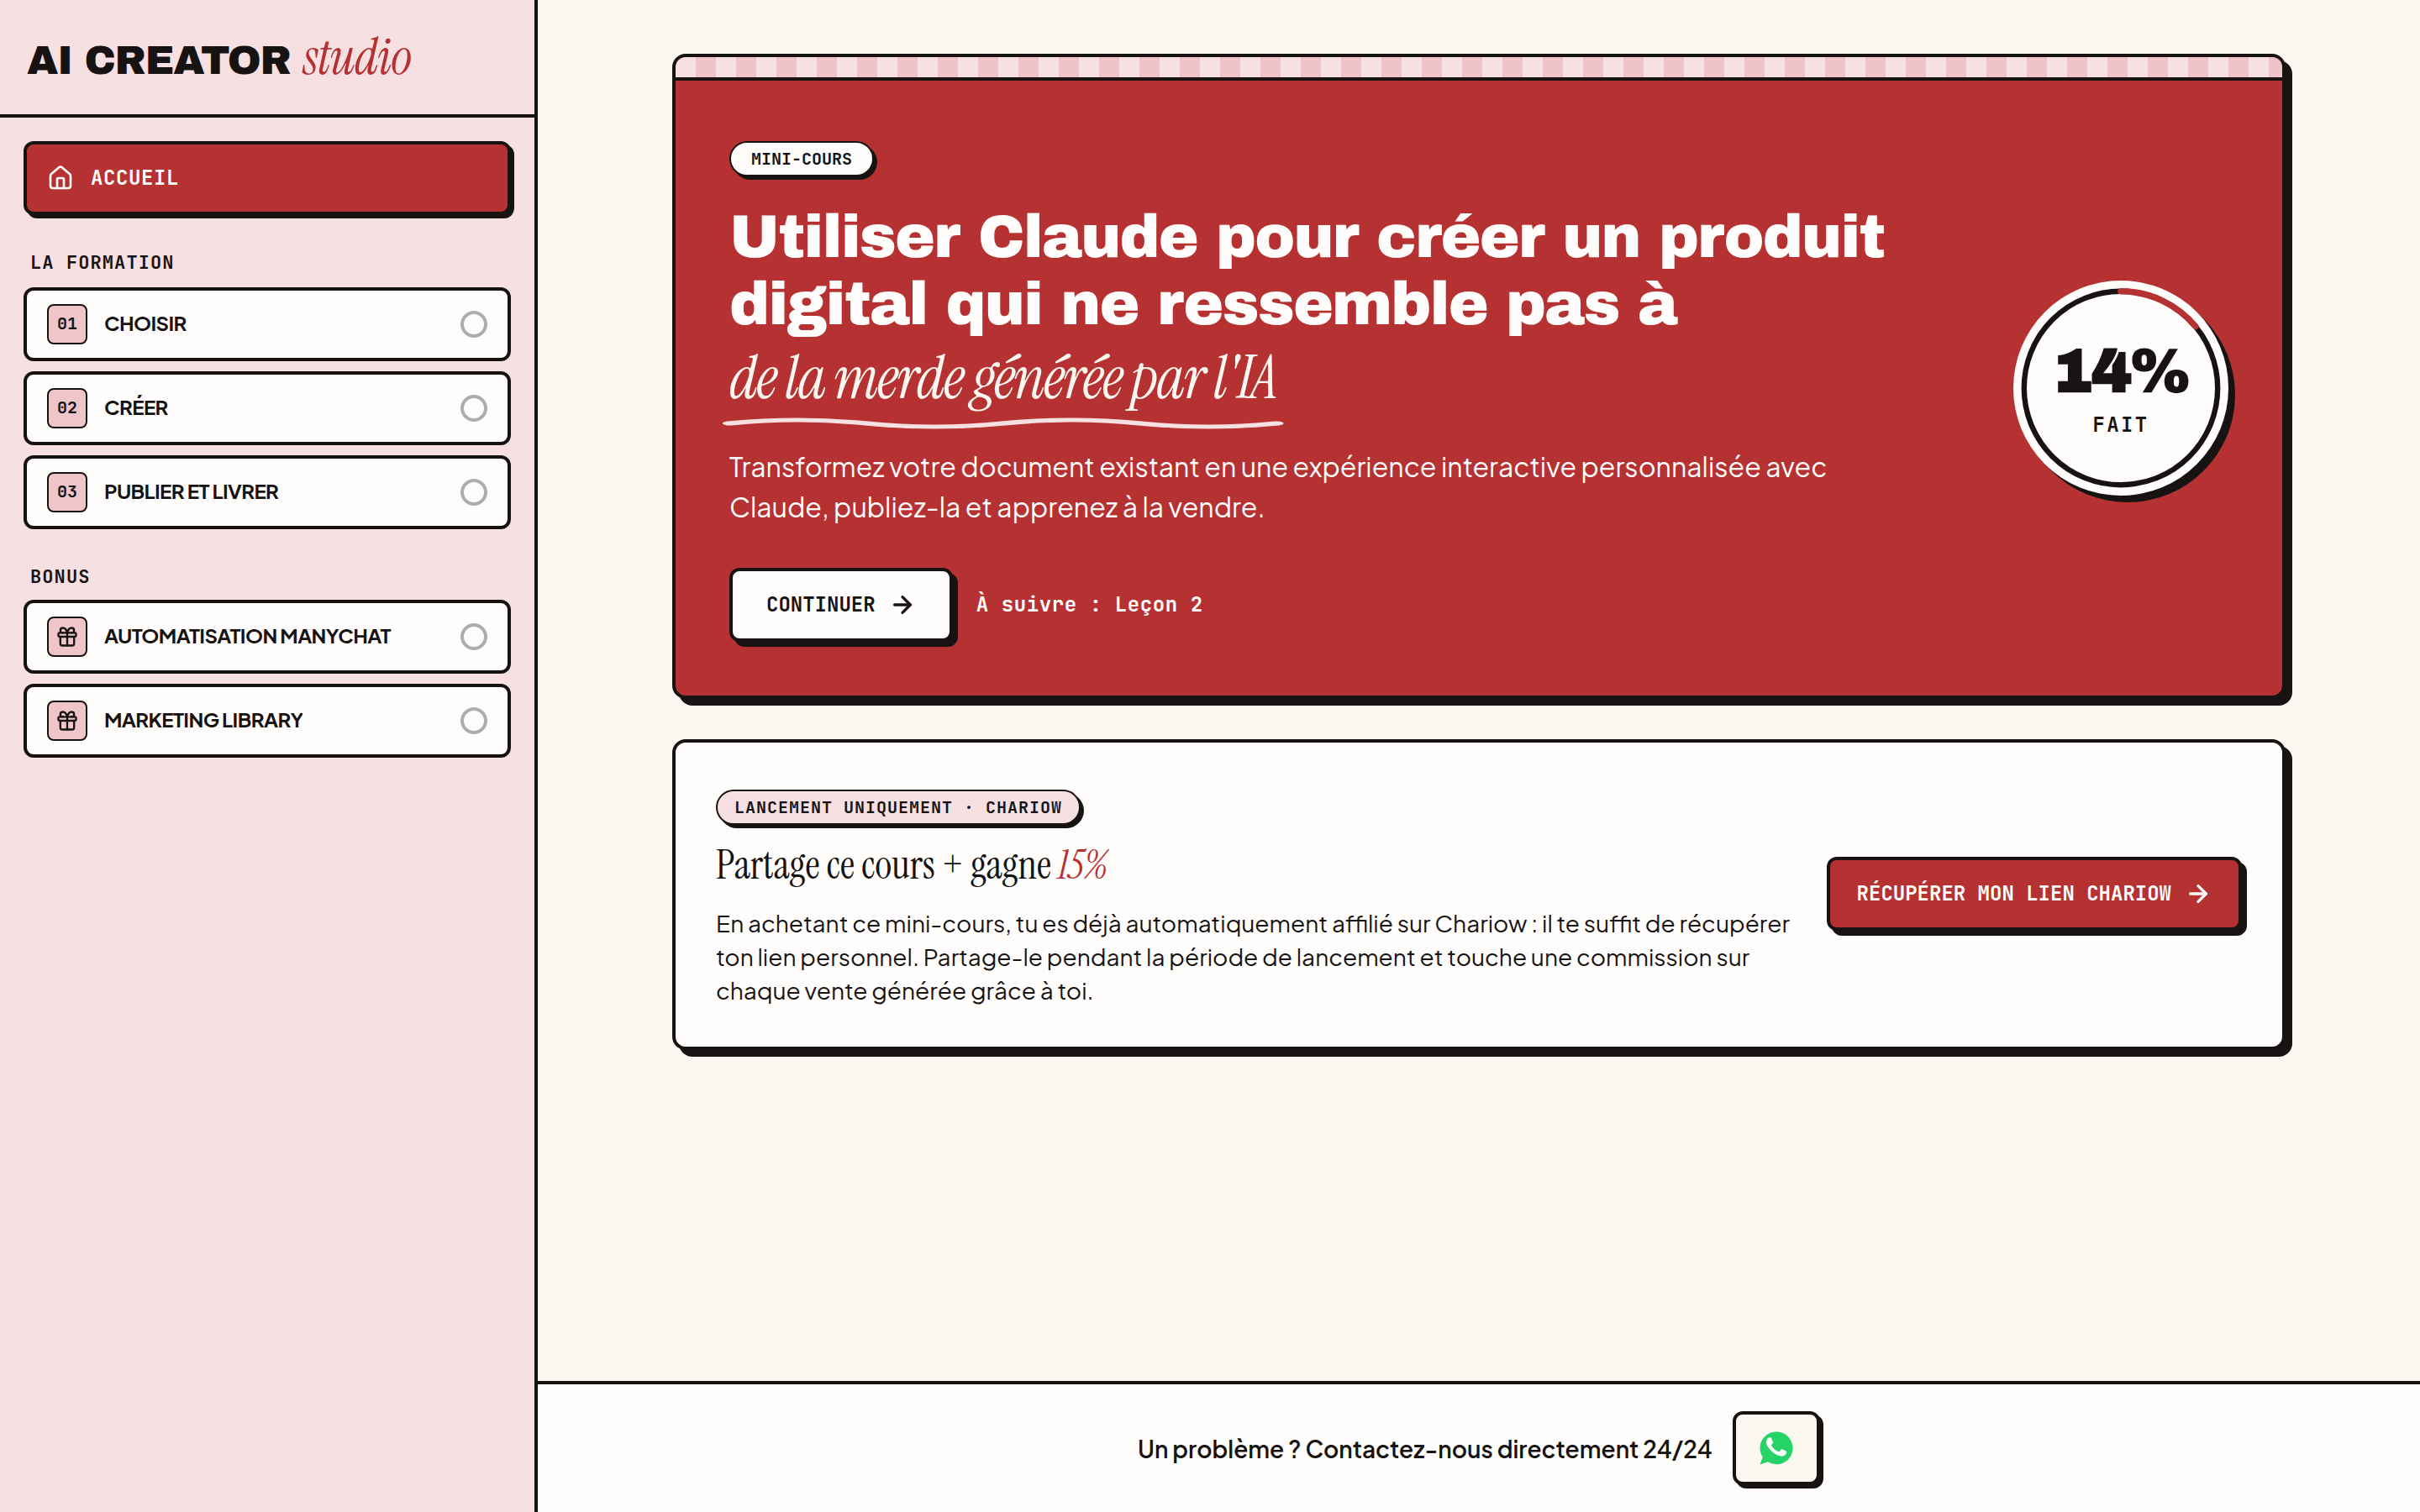 AI CREATOR studio
ACCUEIL
LA FORMATION
01 CHOISIR
02 CRÉER
03 PUBLIER ET LIVRER
BONUS
AUTOMATISATION MANYCHAT
MARKETING LIBRARY
MINI-COURS
Utiliser Claude pour créer un produit
digital qui ne ressemble pas à
de la merde générée par l'IA
Transformez votre document existant en une expérience interactive personnalisée avec
Claude, publiez-la et apprenez à la vendre.
CONTINUER
À suivre : Leçon 2
14%
FAIT
LANCEMENT UNIQUEMENT · CHARIOW
Partage ce cours + gagne 15%
En achetant ce mini-cours, tu es déjà automatiquement affilié sur Chariow : il te suffit de récupérer
ton lien personnel. Partage-le pendant la période de lancement et touche une commission sur
chaque vente générée grâce à toi.
RÉCUPÉRER MON LIEN CHARIOW
Un problème ? Contactez-nous directement 24/24